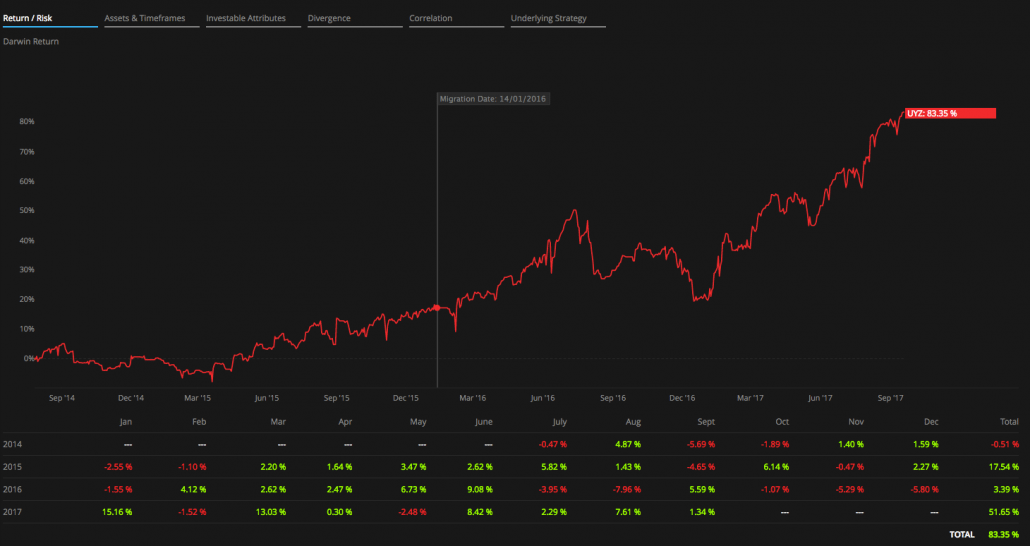 Return / Risk Assets & Timeframes Investable Attributes Divergence Correlation Underlying Strategy
Darwin Return
Migration Date: 14/01/2016
UYZ: 83.35 %
80%
70%
60%
50%
40%
30%
20%
10%
0%
Sep '14 Dec '14 Mar '15 Jun '15 Sep '15 Dec '15 Mar '16 Jun '16 Sep '16 Dec '16 Mar '17 Jun '17 Sep '17
Jan Feb Mar Apr May June July Aug Sept Oct Nov Dec Total
2014 --- --- --- --- --- --- -0.47 % 4.87 % -5.69 % -1.89 % 1.40 % 1.59 % -0.51 %
2015 -2.55 % -1.10 % 2.20 % 1.64 % 3.47 % 2.62 % 5.82 % 1.43 % -4.65 % 6.14 % -0.47 % 2.27 % 17.54 %
2016 -1.55 % 4.12 % 2.62 % 2.47 % 6.73 % 9.08 % -3.95 % -7.96 % 5.59 % -1.07 % -5.29 % -5.80 % 3.39 %
2017 15.16 % -1.52 % 13.03 % 0.30 % -2.48 % 8.42 % 2.29 % 7.61 % 1.34 % --- --- --- 51.65 %
TOTAL 83.35 %